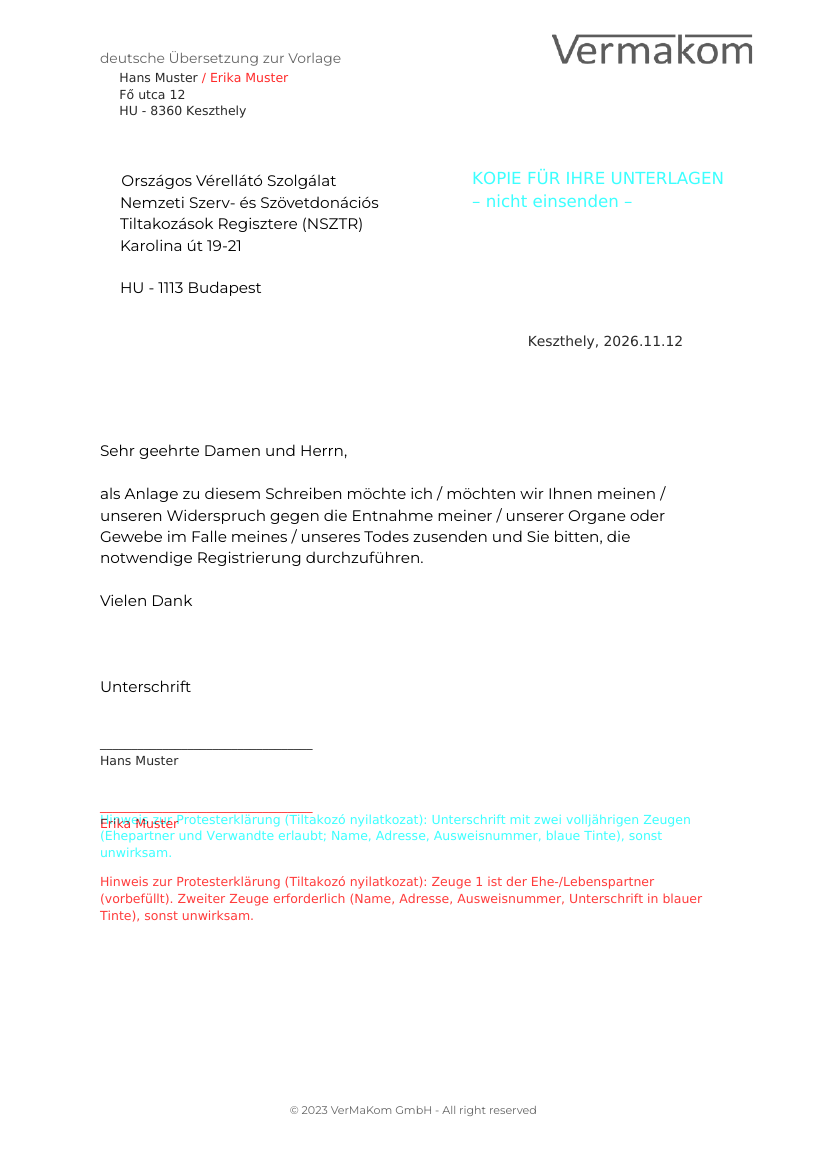 Vermakom
deutsche Übersetzung zur Vorlage
Hans Muster / Erika Muster
Fő utca 12
HU - 8360 Keszthely
Országos Vérellátó Szolgálat
Nemzeti Szerv- és Szövetdonációs
Tiltakozások Regisztere (NSZTR)
Karolina út 19-21
HU - 1113 Budapest
KOPIE FÜR IHRE UNTERLAGEN
– nicht einsenden –
Keszthely, 2026.11.12
Sehr geehrte Damen und Herrn,
als Anlage zu diesem Schreiben möchte ich / möchten wir Ihnen meinen /
unseren Widerspruch gegen die Entnahme meiner / unserer Organe oder
Gewebe im Falle meines / unseres Todes zusenden und Sie bitten, die
notwendige Registrierung durchzuführen.
Vielen Dank
Unterschrift
Hans Muster
Erika Muster
Hinweis zur Protesterklärung (Tiltakozó nyilatkozat): Unterschrift mit zwei volljährigen Zeugen
(Ehepartner und Verwandte erlaubt; Name, Adresse, Ausweisnummer, blaue Tinte), sonst
unwirksam.
Hinweis zur Protesterklärung (Tiltakozó nyilatkozat): Zeuge 1 ist der Ehe-/Lebenspartner
(vorbefüllt). Zweiter Zeuge erforderlich (Name, Adresse, Ausweisnummer, Unterschrift in blauer
Tinte), sonst unwirksam.
© 2023 VerMaKom GmbH - All right reserved